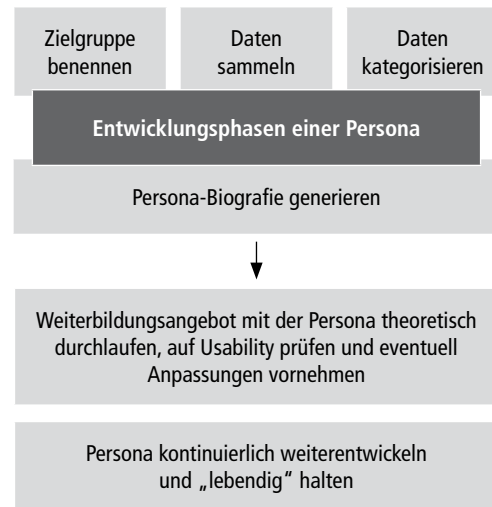 Zielgruppe
benennen
Daten
sammeln
Daten
kategorisieren
Entwicklungsphasen einer Persona
Persona-Biografie generieren
Weiterbildungsangebot mit der Persona theoretisch
durchlaufen, auf Usability prüfen und eventuell
Anpassungen vornehmen
Persona kontinuierlich weiterentwickeln
und „lebendig“ halten